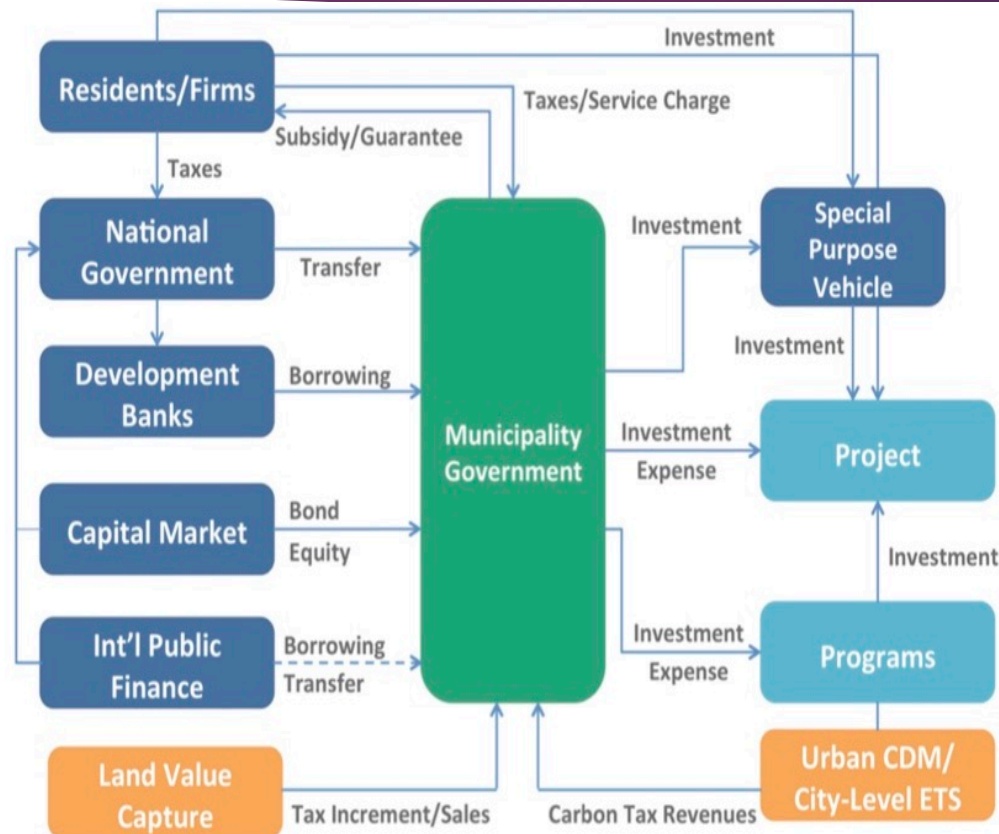 Investment
Residents/Firms
Taxes/Service Charge
Subsidy/Guarantee
Taxes
National
Government
Transfer
Investment
Special
Purpose
Vehicle
Development
Banks
Borrowing
Investment
Municipality
Government
Investment
Expense
Project
Capital Market
Bond
Equity
Investment
Int'l Public
Finance
Borrowing
Transfer
Investment
Expense
Programs
Land Value
Capture
Tax Increment/Sales
Carbon Tax Revenues
Urban CDM/
City-Level ETS